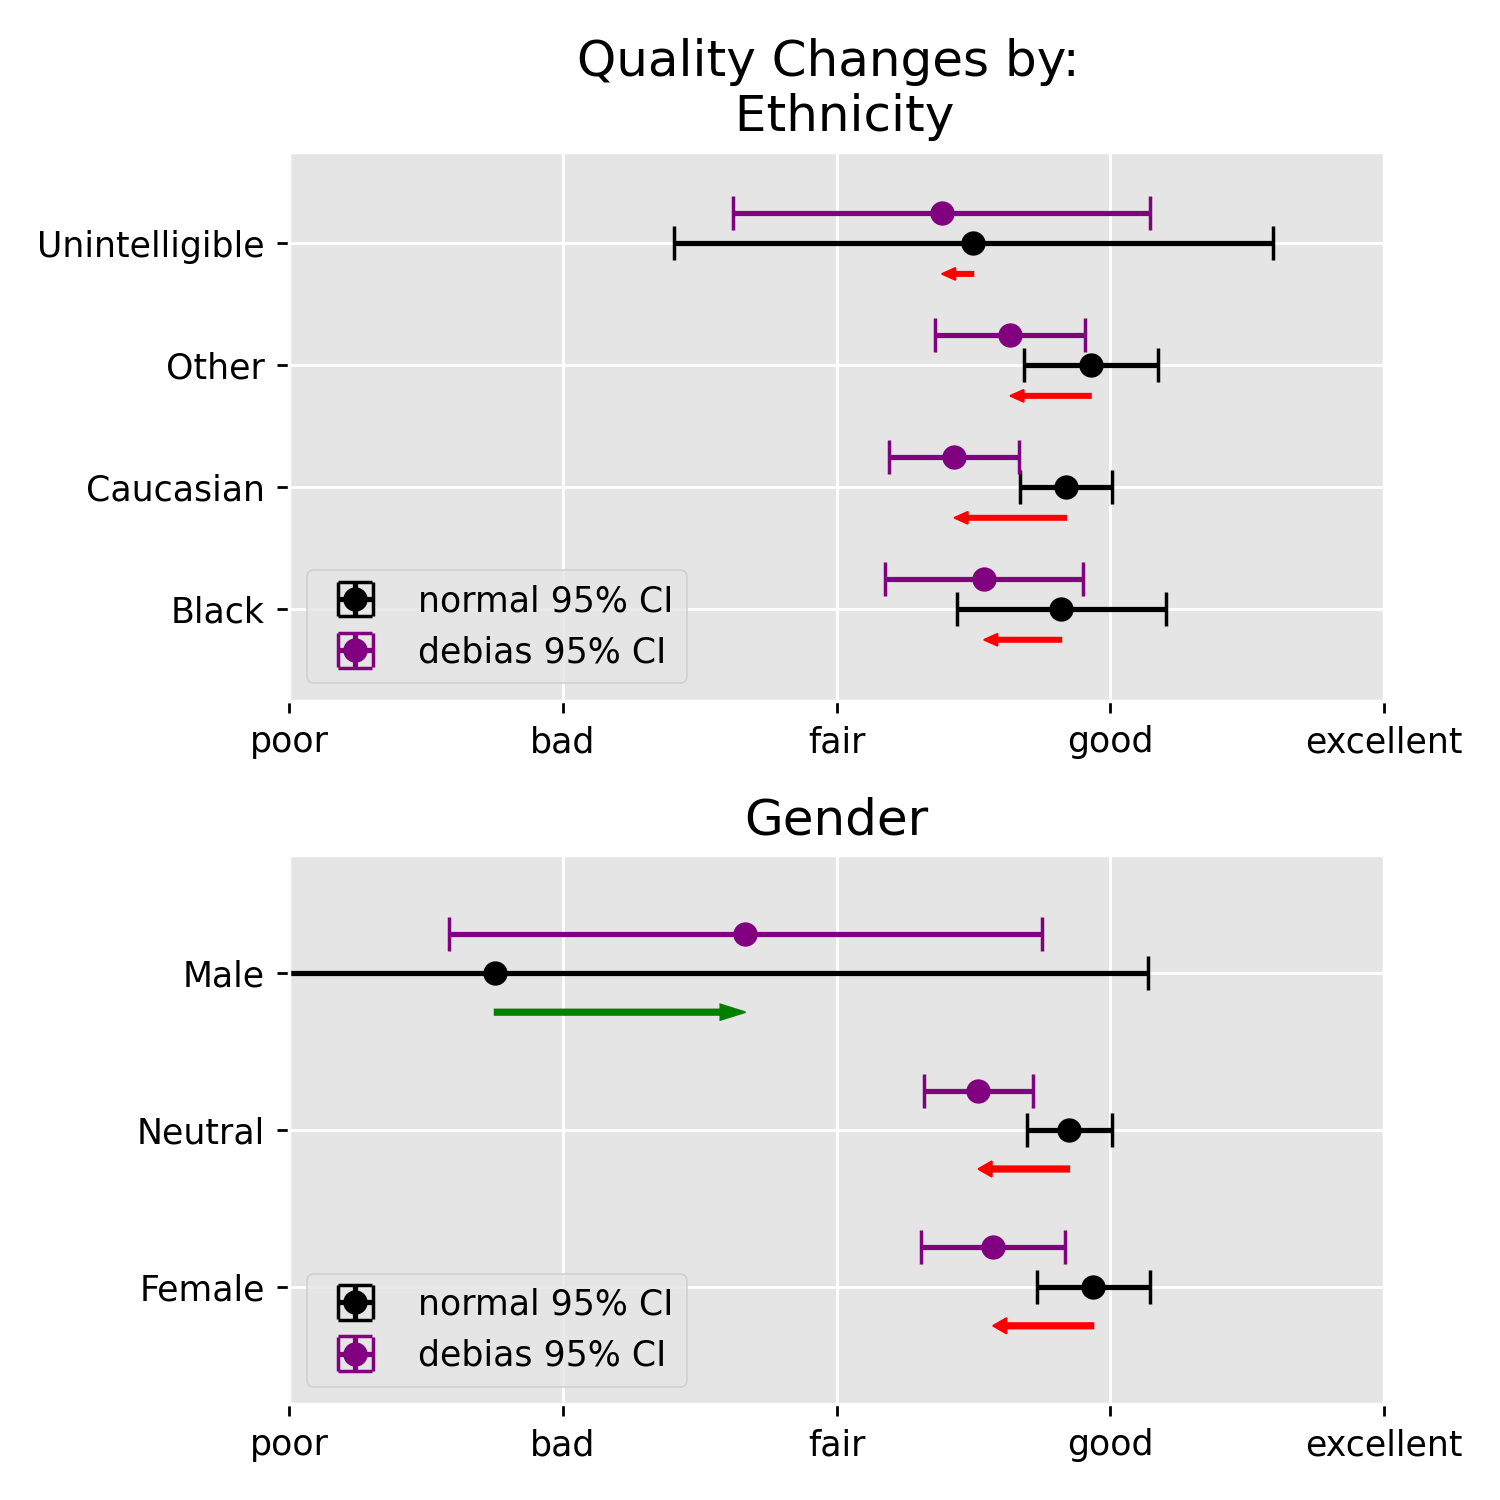 Quality Changes by:
Ethnicity
Unintelligible
Other
Caucasian
Black
normal 95% CI
debias 95% CI
poor bad fair good excellent
Gender
Male
Neutral
Female
normal 95% CI
debias 95% CI
poor bad fair good excellent